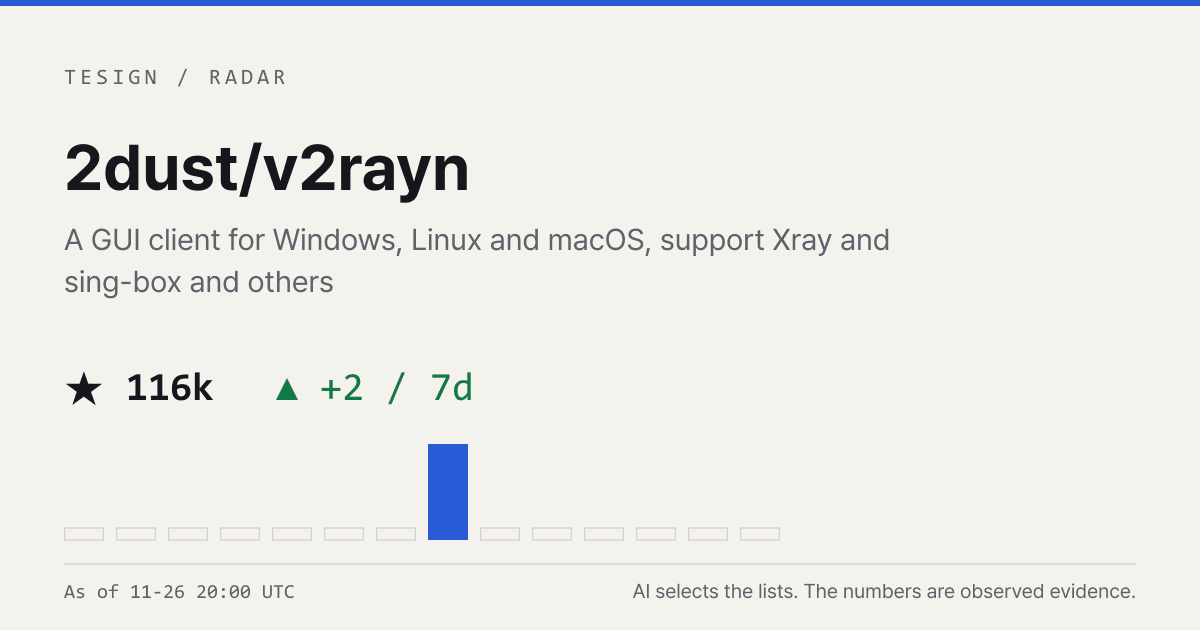 TESIGN / RADAR
2dust/v2rayn
A GUI client for Windows, Linux and macOS, support Xray and
sing-box and others
★ 116k ▲ +2 / 7d
As of 11-26 20:00 UTC
AI selects the lists. The numbers are observed evidence.